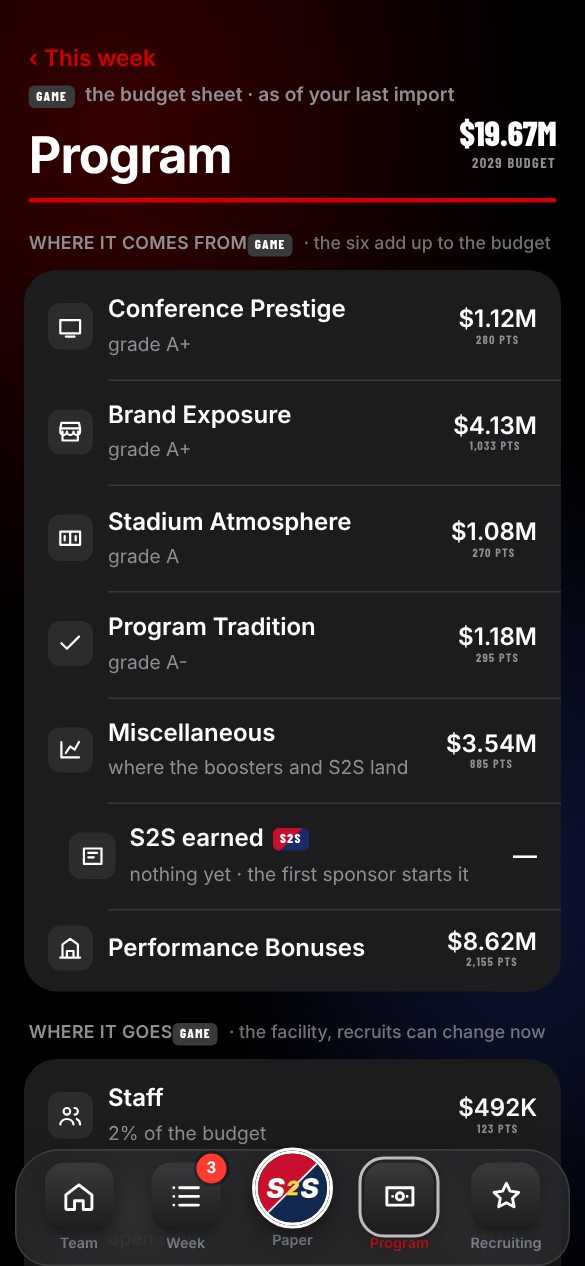 ‹ This week
GAME the budget sheet · as of your last import
Program
$19.67M
2029 BUDGET
WHERE IT COMES FROM GAME · the six add up to the budget
Conference Prestige
grade A+
$1.12M
280 PTS
Brand Exposure
grade A+
$4.13M
1,033 PTS
Stadium Atmosphere
grade A
$1.08M
270 PTS
Program Tradition
grade A-
$1.18M
295 PTS
Miscellaneous
where the boosters and S2S land
$3.54M
885 PTS
S2S earned S2S
nothing yet · the first sponsor starts it
—
Performance Bonuses
$8.62M
2,155 PTS
WHERE IT GOES GAME · the facility, recruits can change now
Staff
2% of the budget
$492K
123 PTS
3
S2S
open
Team
Week
Paper
Program
Recruiting